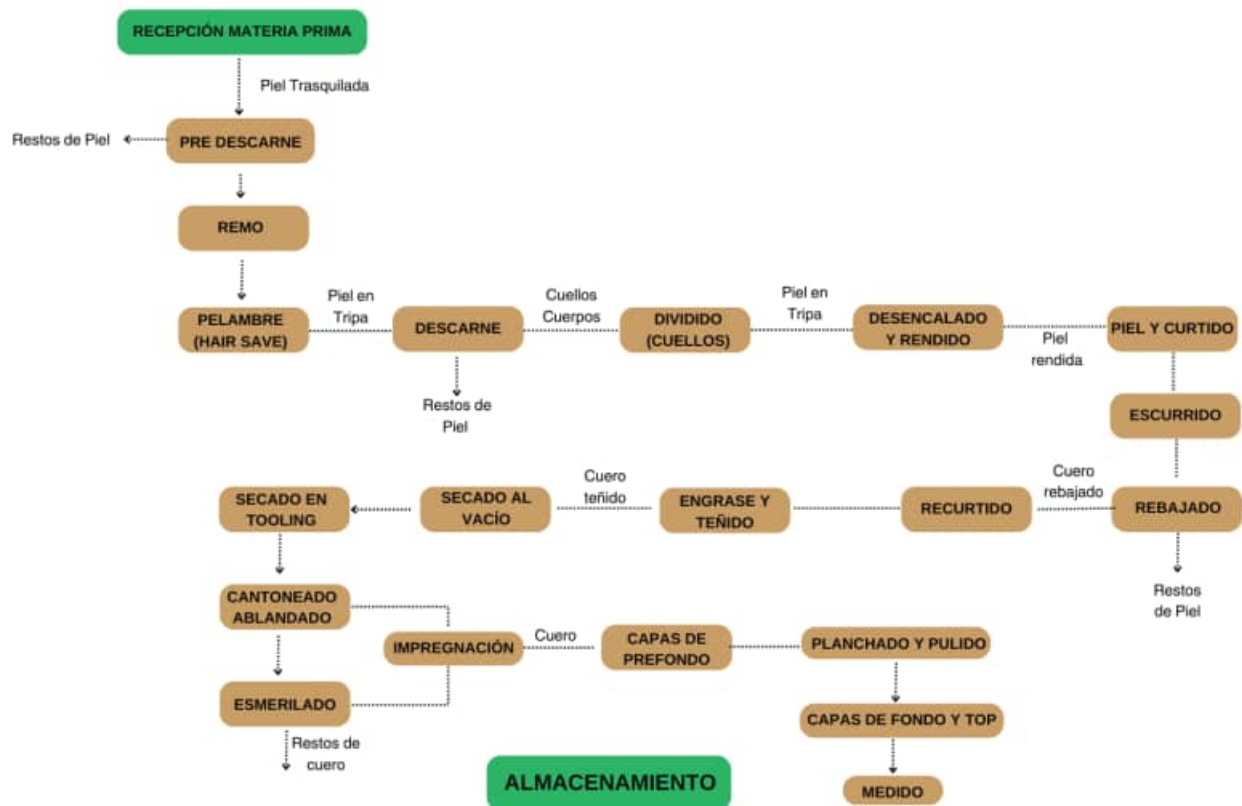 RECEPCIÓN MATERIA PRIMA
Piel Trasquilada
Restos de Piel
PRE DESCARNE
REMO
PELAMBRE
(HAIR SAVE)
Piel en
Tripa
DESCARNE
Cuellos
Cuerpos
DIVIDIDO
(CUELLOS)
Piel en
Tripa
DESENCALADO
Y RENDIDO
Piel
rendida
PIEL Y CURTIDO
Restos de
Piel
ESCURRIDO
Cuero
rebajado
REBAJADO
Restos
de Piel
RECURTIDO
ENGRASE Y
TEÑIDO
Cuero
teñido
SECADO AL
VACÍO
SECADO EN
TOOLING
CANTONEADO
ABLANDADO
IMPREGNACIÓN
Cuero
CAPAS DE
PREFONDO
PLANCHADO Y PULIDO
ESMERILADO
Restos de
cuero
CAPAS DE FONDO Y TOP
MEDIDO
ALMACENAMIENTO